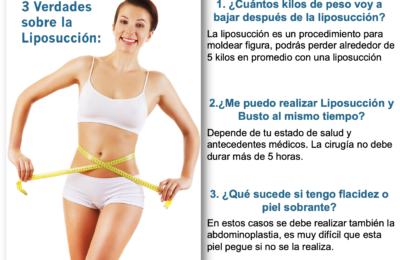 3 Verdades
sobre la
Liposucción:
1. ¿Cuántos kilos de peso voy a
bajar después de la liposucción?
La liposucción es un procedimiento para
moldear figura, podrás perder alrededor de
5 kilos en promedio con una liposucción
2.¿Me puedo realizar Liposucción y
Busto al mismo tiempo?
Depende de tu estado de salud y
antecedentes médicos. La cirugía no debe
durar más de 5 horas.
3. ¿Qué sucede si tengo flacidez o
piel sobrante?
En estos casos se debe realizar también la
abdominoplastia, es muy difícil que esta
piel pegue si no se la realiza.